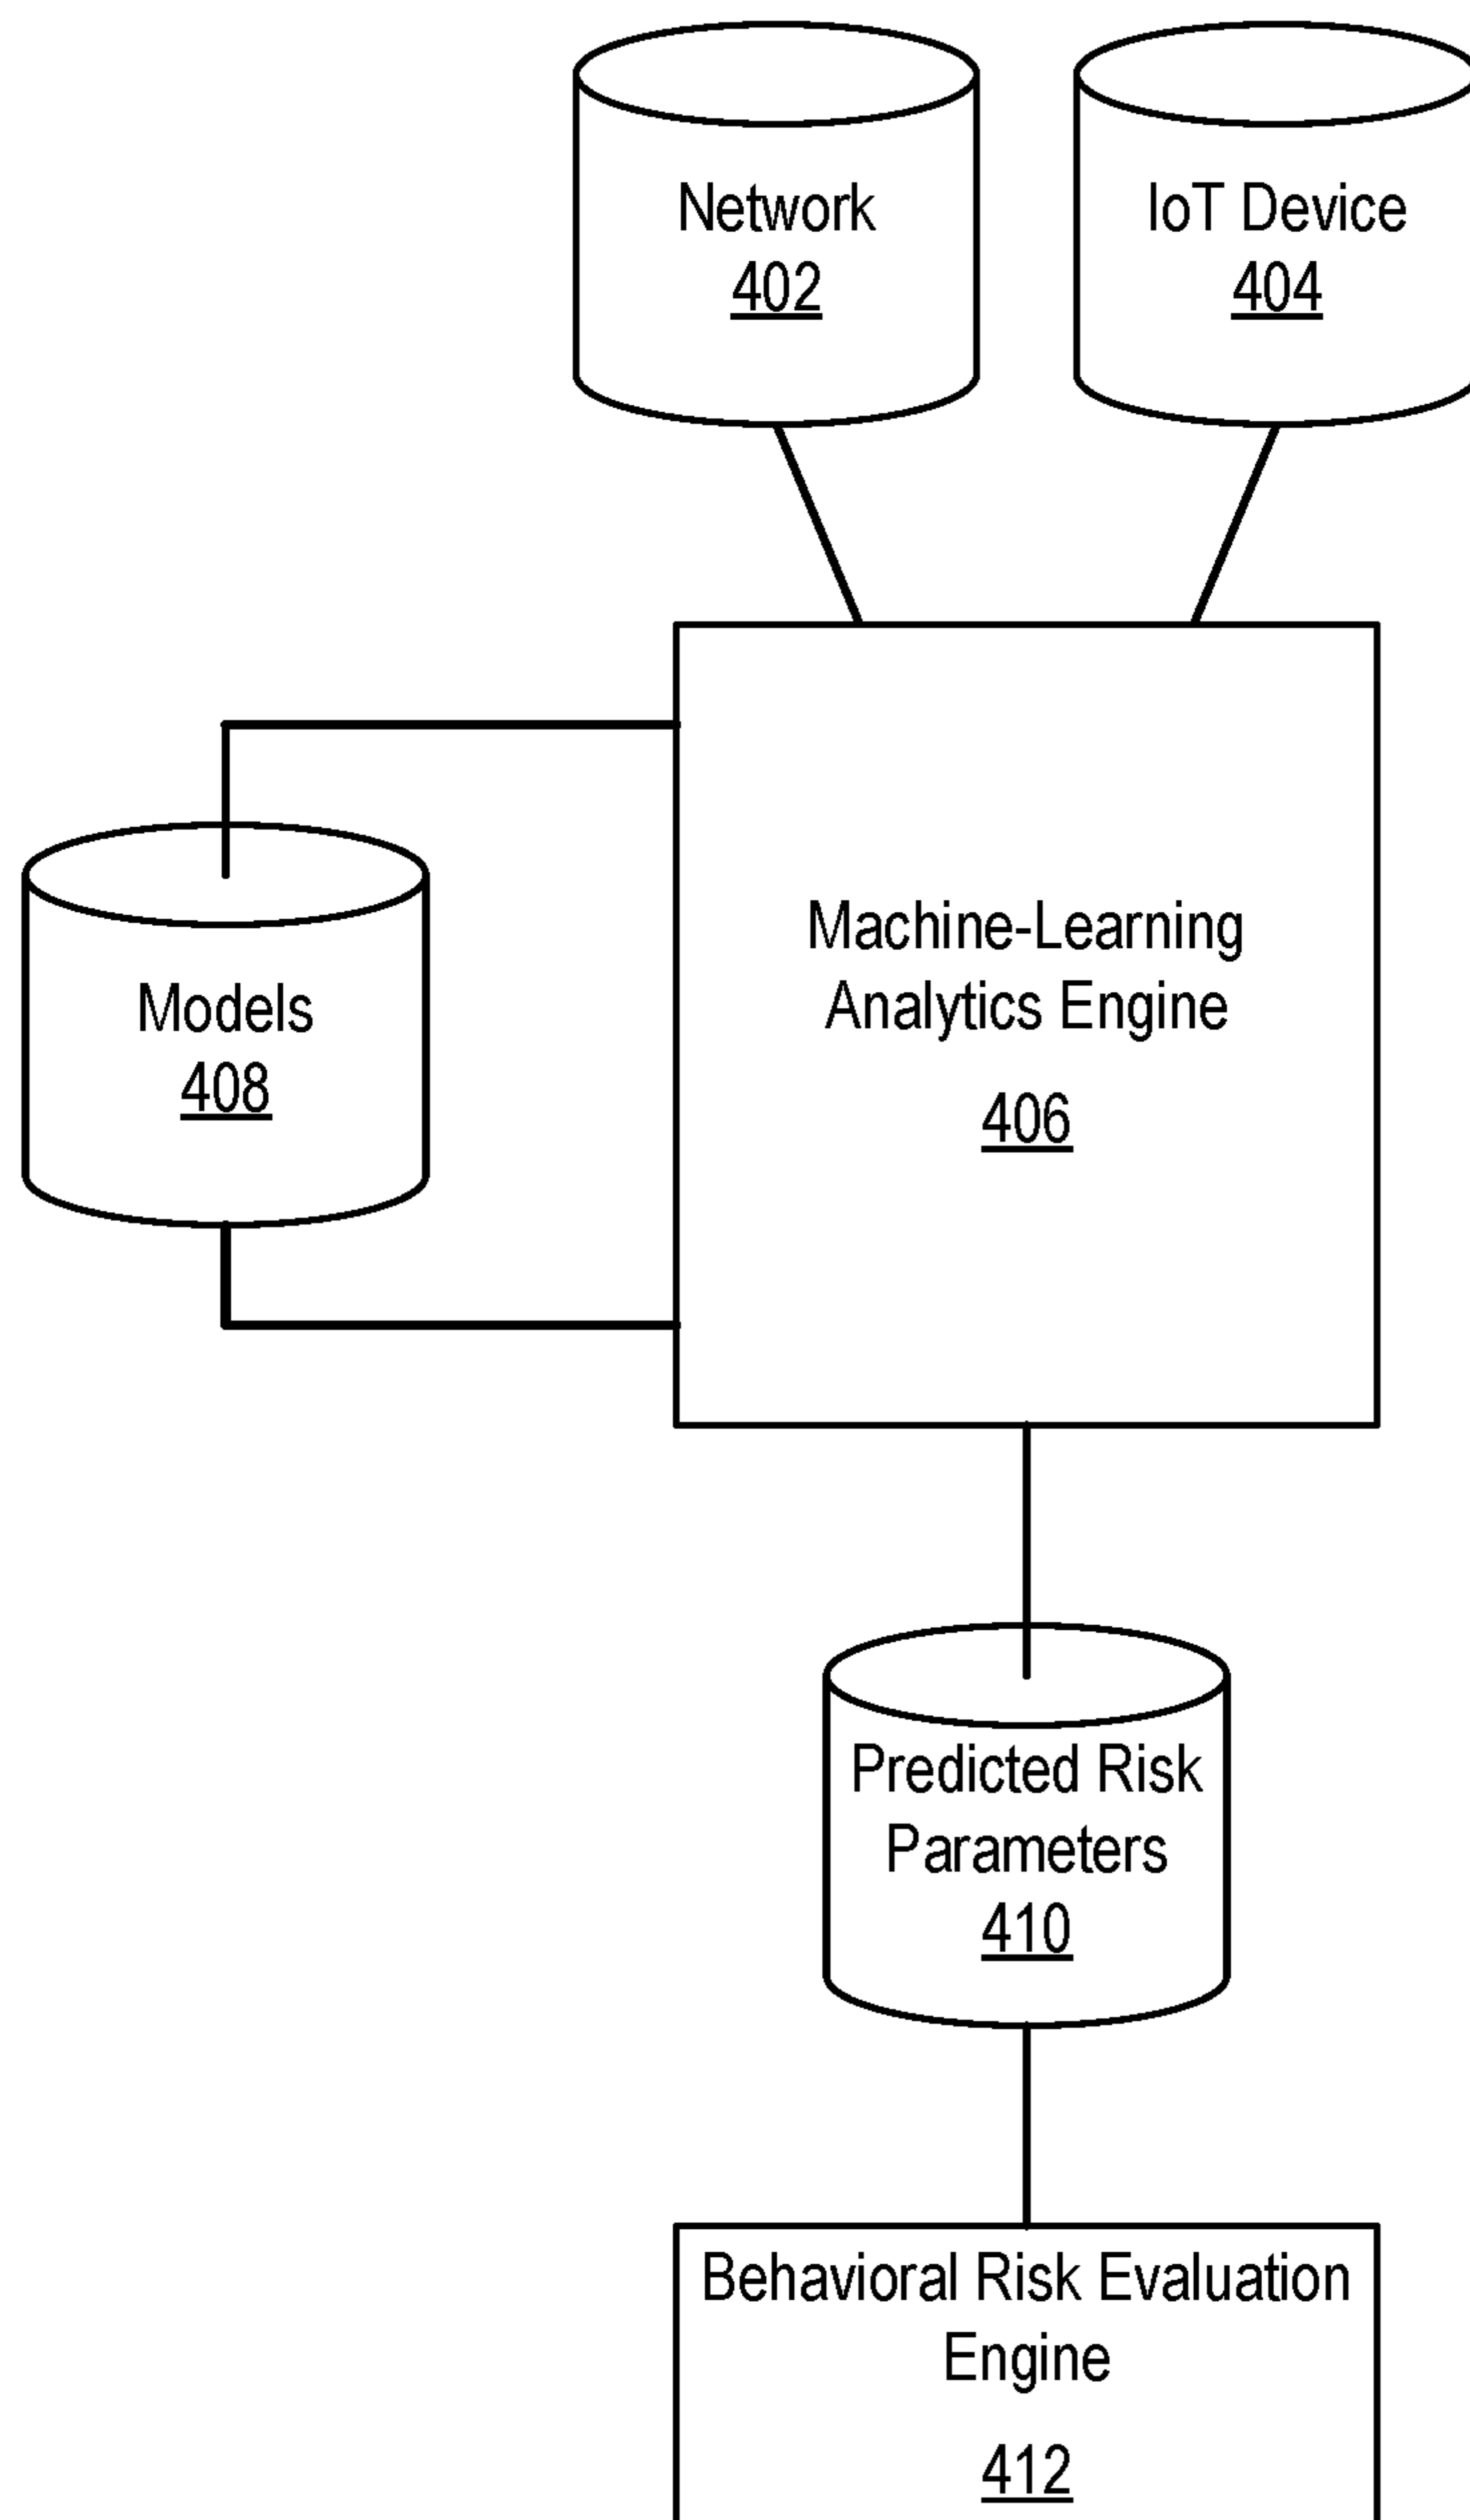 Network
402
IoT Device
404
Models
408
Machine-Learning
Analytics Engine
406
Predicted Risk
Parameters
410
Behavioral Risk Evaluation
Engine
412